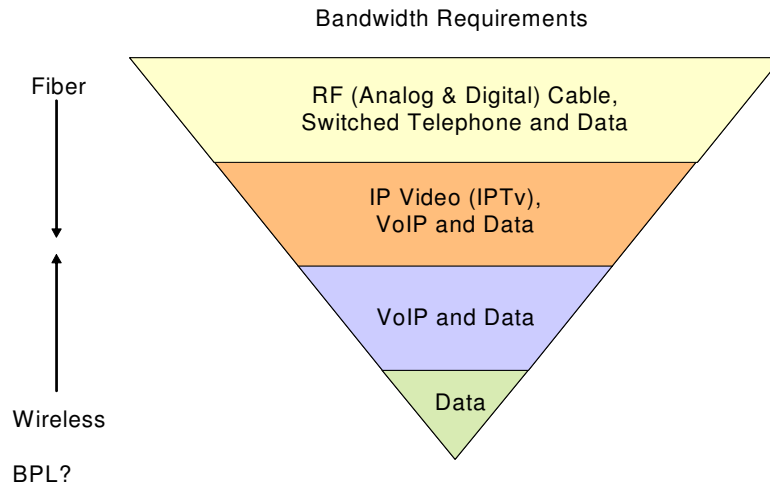 Bandwidth Requirements
Fiber
RF (Analog & Digital) Cable,
Switched Telephone and Data
IP Video (IPTv),
VoIP and Data
VoIP and Data
Data
Wireless
BPL?